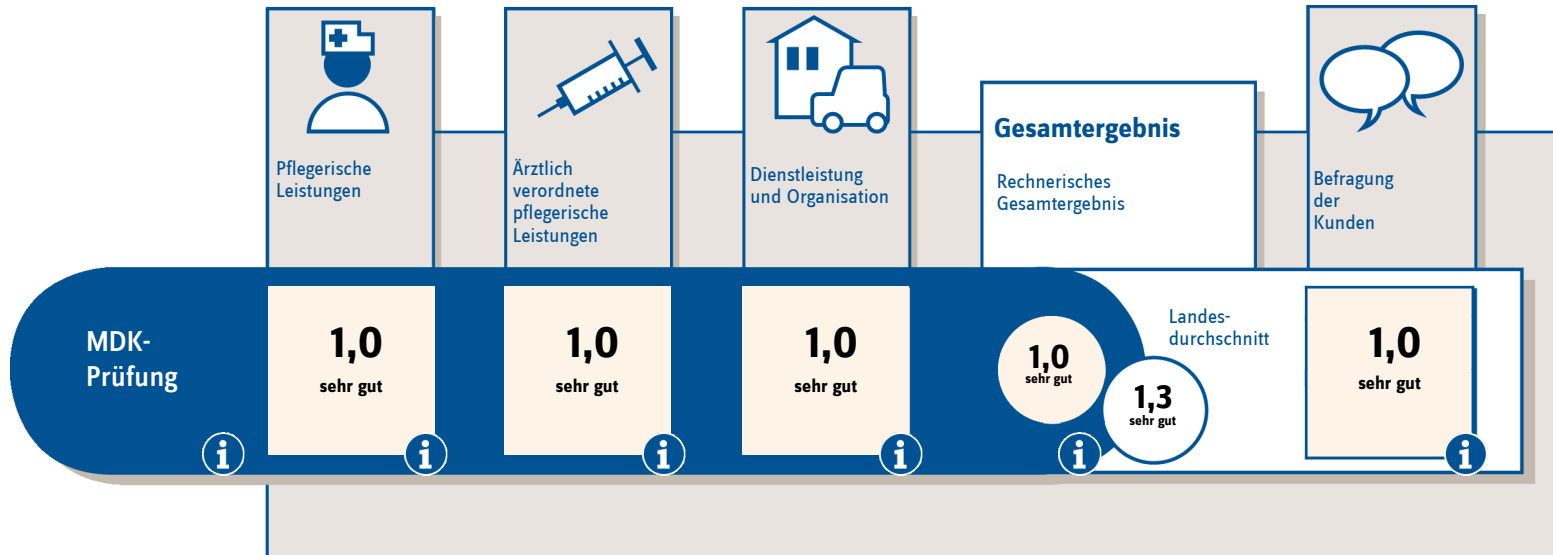 Pflegerische
Leistungen
Ärztlich
verordnete
pflegerische
Leistungen
Dienstleistung
und Organisation
Gesamtergebnis
Rechnerisches
Gesamtergebnis
Befragung
der
Kunden
MDK-
Prüfung
1,0
sehr gut
1,0
sehr gut
1,0
sehr gut
1,0
sehr gut
Landes-
durchschnitt
1,3
sehr gut
1,0
sehr gut
i
i
i
i
i
i